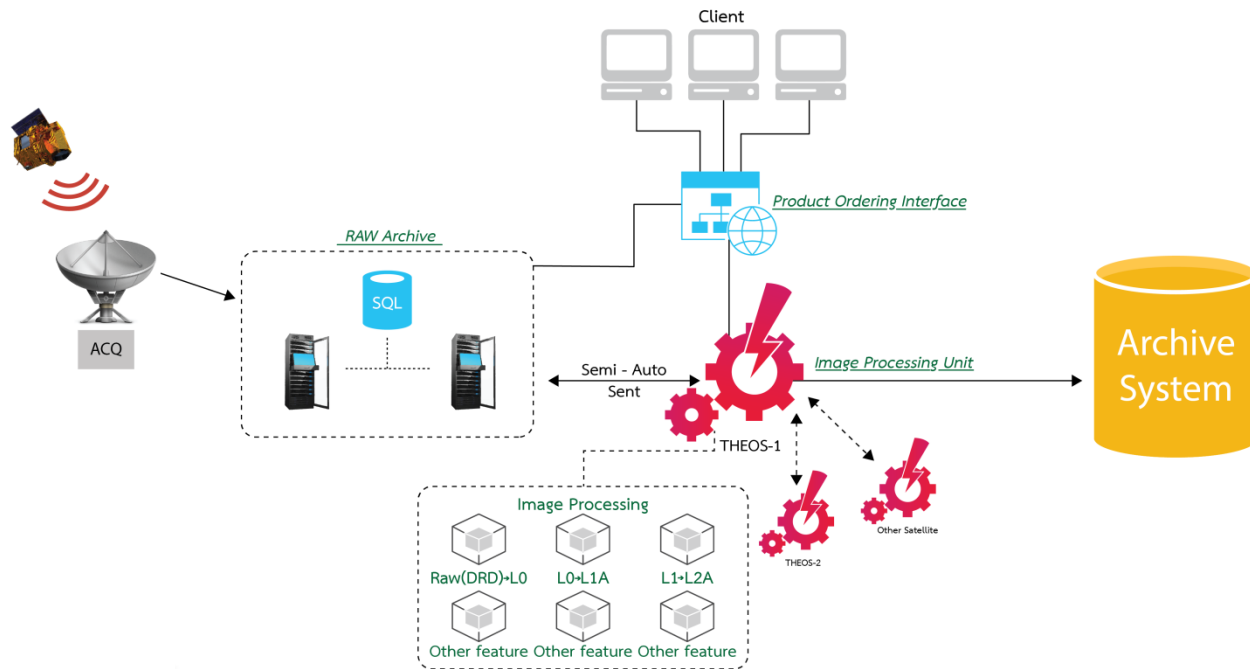 Client
Product Ordering Interface
RAW Archive
SQL
ACQ
Semi - Auto
Sent
Image Processing Unit
Archive
System
THEOS-1
THEOS-2
Other Satellite
Image Processing
Raw(DRD)→L0
L0→L1A
L1→L2A
Other feature
Other feature
Other feature